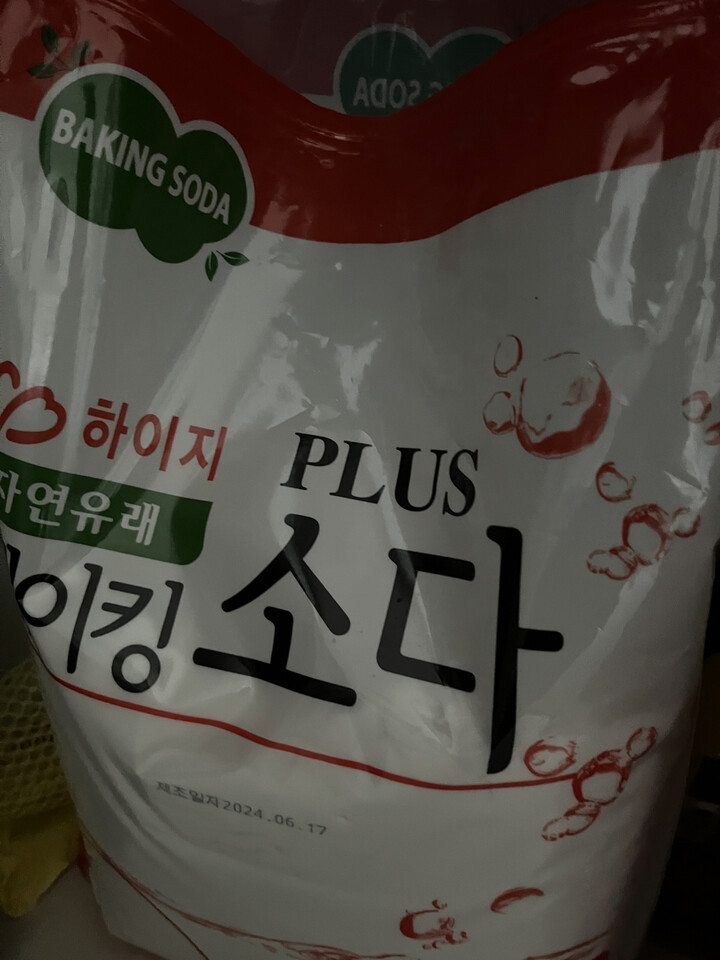 BAKING SODA
하이지
PLUS
자연유래
이킹 소다
제조일자 2024.06.17